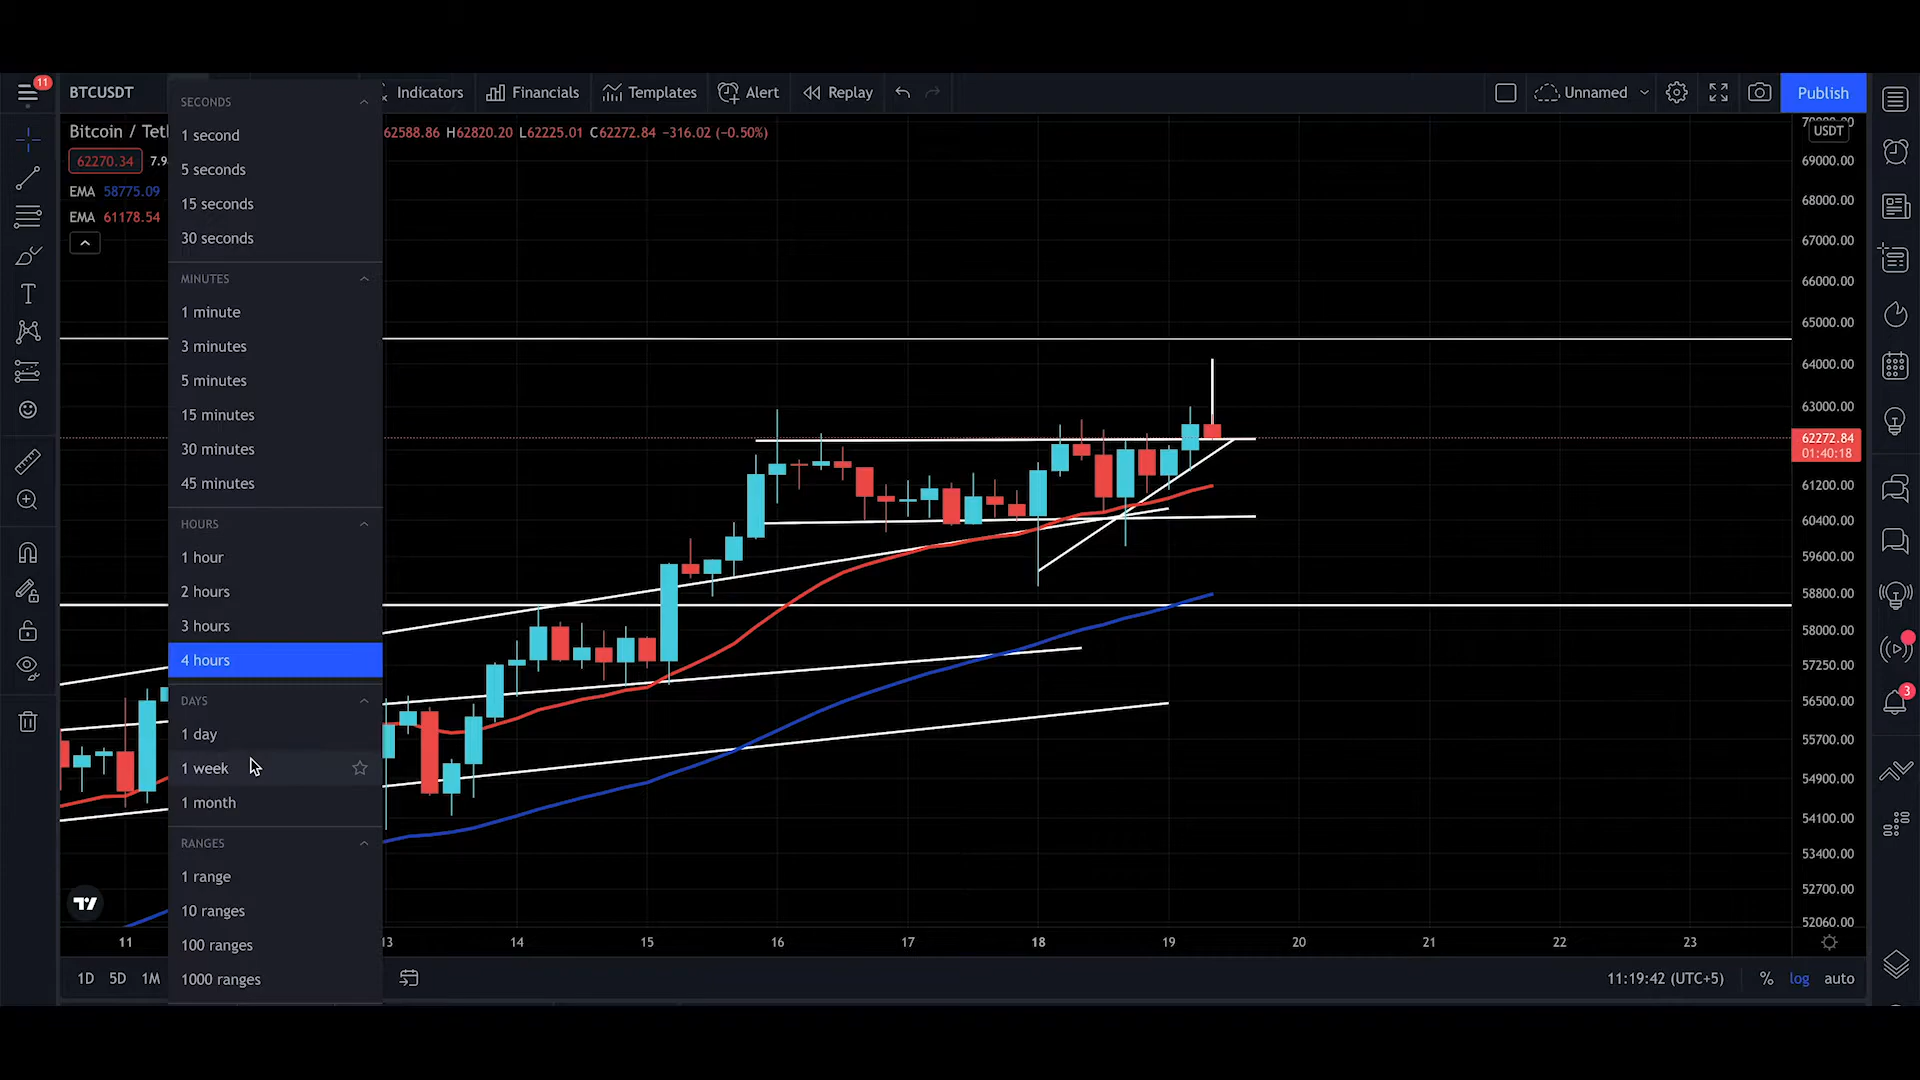 11
BTCUSDT
Indicators
Financials
Templates
Alert
Replay
Unnamed
Publish
Bitcoin / Tet
62588.86 H62820.20 L62225.01 C62272.84 −316.02 (−0.50%)
62270.34 7.9
EMA 58775.09
EMA 61178.54
SECONDS
1 second
5 seconds
15 seconds
30 seconds
MINUTES
1 minute
3 minutes
5 minutes
15 minutes
30 minutes
45 minutes
HOURS
1 hour
2 hours
3 hours
4 hours
DAYS
1 day
1 week
1 month
RANGES
1 range
10 ranges
100 ranges
1000 ranges
70000.00
USDT
69000.00
68000.00
67000.00
66000.00
65000.00
64000.00
63000.00
62272.84
01:40:18
61200.00
60400.00
59600.00
58800.00
58000.00
57250.00
56500.00
55700.00
54900.00
54100.00
53400.00
52700.00
52060.00
3
11 13 14 15 16 17 18 19 20 21 22 23
1D 5D 1M
11:19:42 (UTC+5) % log auto